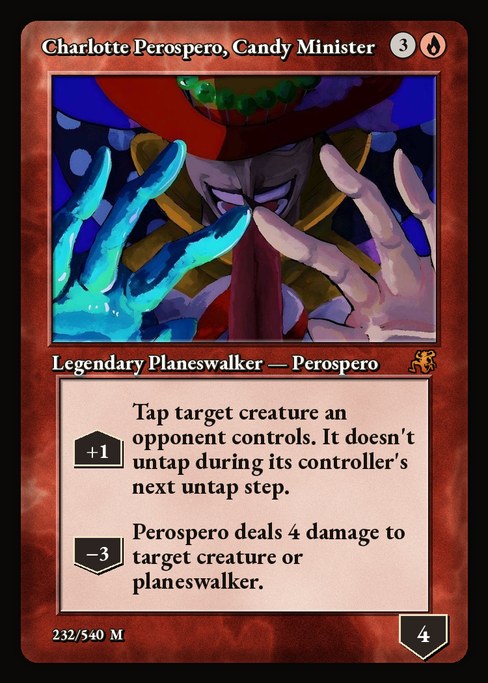 Charlotte Perospero, Candy Minister 3
Legendary Planeswalker — Perospero
+1
Tap target creature an
opponent controls. It doesn't
untap during its controller's
next untap step.
−3
Perospero deals 4 damage to
target creature or
planeswalker.
232/540 M
4